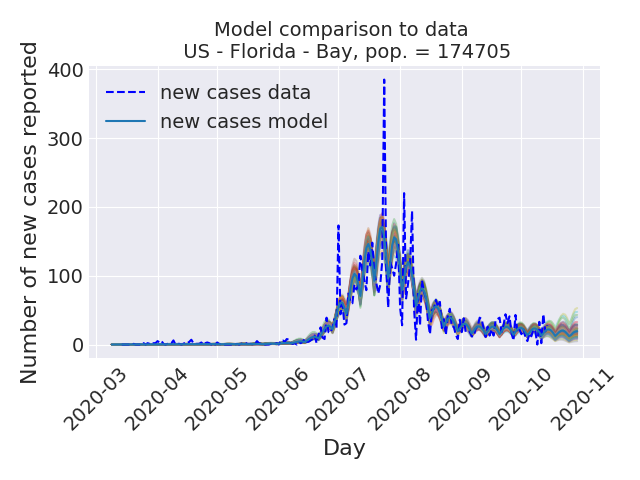 Model comparison to data
US - Florida - Bay, pop. = 174705
Number of new cases reported
400
300
200
100
0
new cases data
new cases model
2020-03
2020-04
2020-05
2020-06
2020-07
2020-08
2020-09
2020-10
2020-11
Day